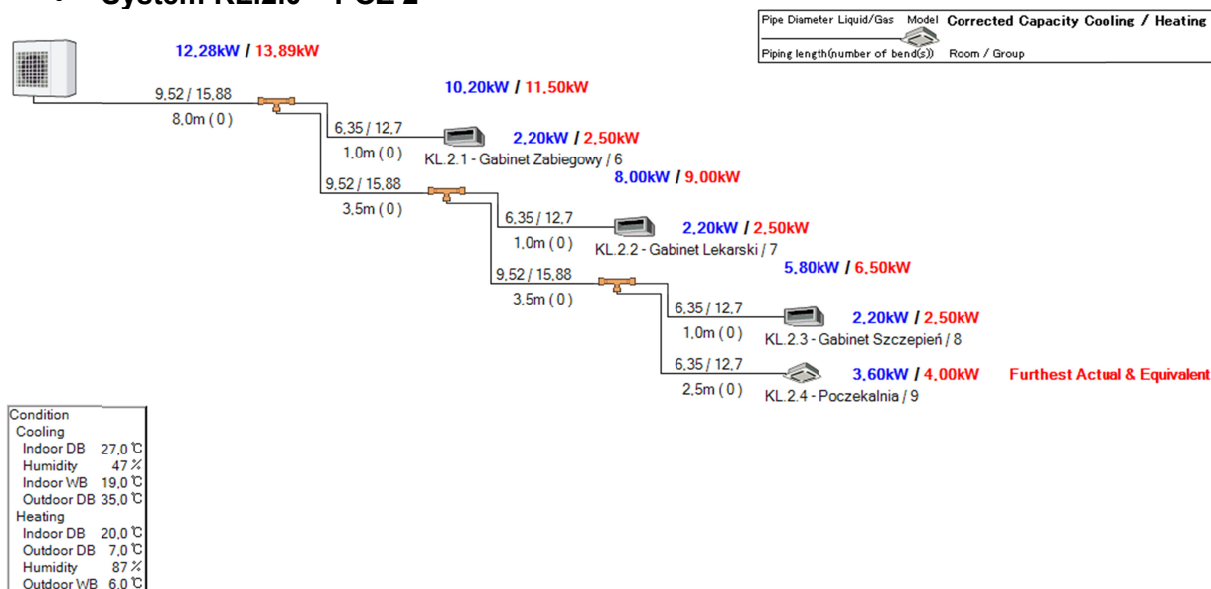 Pipe Diameter Liquid/Gas Model Corrected Capacity Cooling / Heating
Piping length(number of bend(s)) Room / Group
12,28kW / 13,89kW
9,52 / 15,88
8,0m ( 0 )
10,20kW / 11,50kW
6,35 / 12,7
1,0m ( 0 )
2,20kW / 2,50kW
KL.2.1 - Gabinet Zabiegowy / 6
9,52 / 15,88
3,5m ( 0 )
8,00kW / 9,00kW
6,35 / 12,7
1,0m ( 0 )
2,20kW / 2,50kW
KL.2.2 - Gabinet Lekarski / 7
9,52 / 15,88
3,5m ( 0 )
5,80kW / 6,50kW
6,35 / 12,7
1,0m ( 0 )
2,20kW / 2,50kW
KL.2.3 - Gabinet Szczepień / 8
6,35 / 12,7
2,5m ( 0 )
3,60kW / 4,00kW
Furthest Actual & Equivalent
KL.2.4 - Poczekalnia / 9
Condition
Cooling
Indoor DB 27,0 ℃
Humidity 47 %
Indoor WB 19,0 ℃
Outdoor DB 35,0 ℃
Heating
Indoor DB 20,0 ℃
Outdoor DB 7,0 ℃
Humidity 87 %
Outdoor WB 6,0 ℃